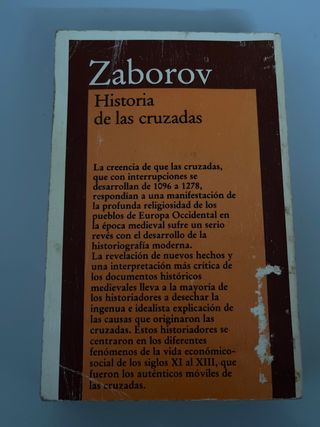 Zaborov
Historia
de las cruzadas
La creencia de que las cruzadas,
que con interrupciones se
desarrollan de 1096 a 1278,
respondían a una manifestación de
la profunda religiosidad de los
pueblos de Europa Occidental en
la época medieval sufre un serio
revés con el desarrollo de la
historiografía moderna.
La revelación de nuevos hechos y
una interpretación más crítica de
los documentos históricos
medievales lleva a la mayoría de
los historiadores a desechar la
ingenua e idealista explicación de
las causas que originaron las
cruzadas. Estos historiadores se
centraron en los diferentes
fenómenos de la vida económico-
social de los siglos XI al XIII, que
fueron los auténticos móviles de
las cruzadas.